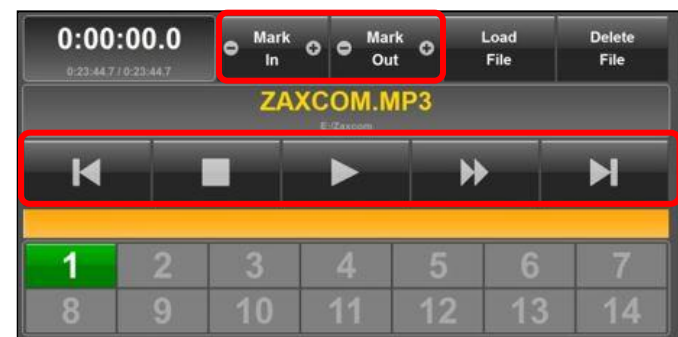 0:00:00.0
0:23:44.7 / 0:23:44.7
Mark
In
Mark
Out
Load
File
Delete
File
ZAXCOM.MP3
E:/Zaxcom
1 2 3 4 5 6 7
8 9 10 11 12 13 14